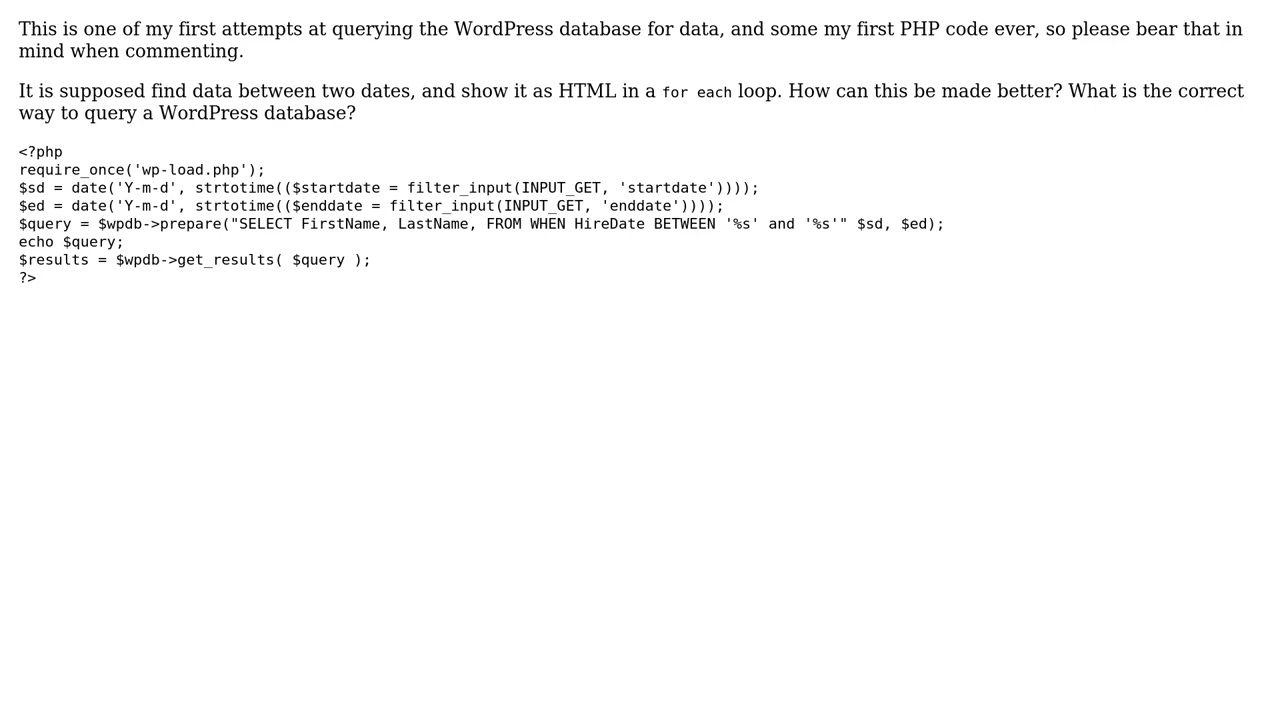 This is one of my first attempts at querying the WordPress database for data, and some my first PHP code ever, so please bear that in
mind when commenting.
It is supposed find data between two dates, and show it as HTML in a for each loop. How can this be made better? What is the correct
way to query a WordPress database?
<?php
require_once('wp-load.php');
$sd = date('Y-m-d', strtotime(($startdate = filter_input(INPUT_GET, 'startdate'))));
$ed = date('Y-m-d', strtotime(($enddate = filter_input(INPUT_GET, 'enddate'))));
$query = $wpdb->prepare("SELECT FirstName, LastName, FROM WHEN HireDate BETWEEN '%s' and '%s'" $sd, $ed);
echo $query;
$results = $wpdb->get_results( $query );
?>